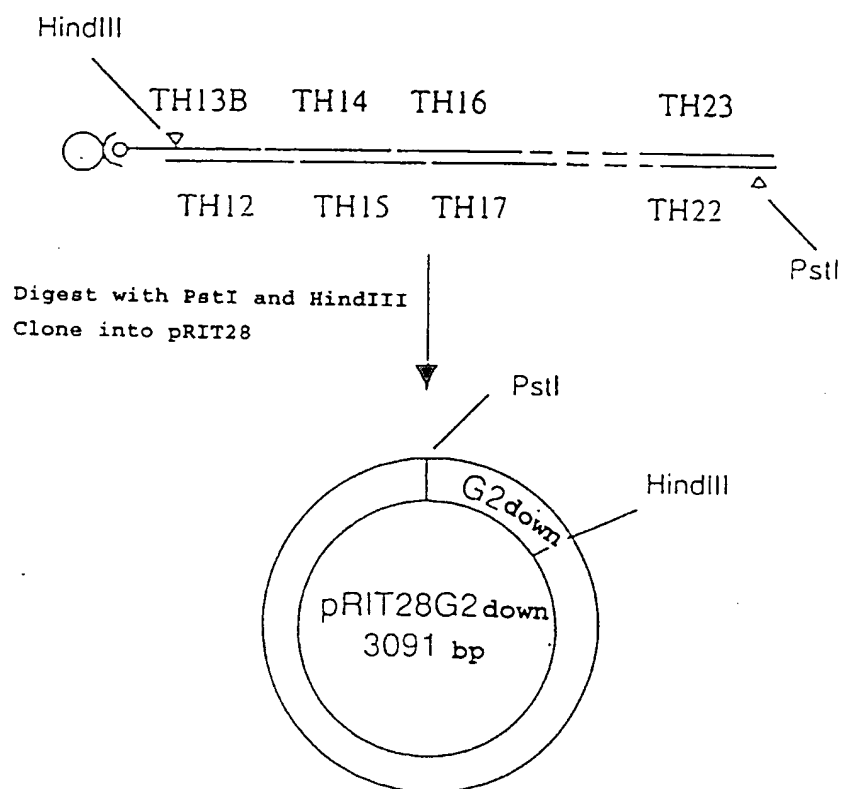 HindIII
TH13B TH14 TH16 TH23
TH12 TH15 TH17 TH22
PstI
Digest with PstI and HindIII
Clone into pRIT28
PstI
HindIII
G2down
pRIT28G2down
3091 bp